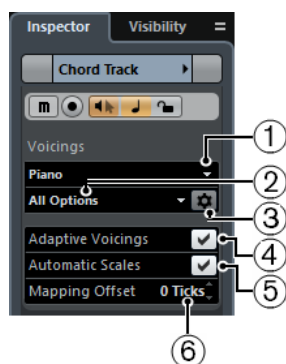 Inspector Visibility
Chord Track
m
Voicings
Piano
All Options
Adaptive Voicings
Automatic Scales
Mapping Offset 0 Ticks
1
2
3
4
5
6